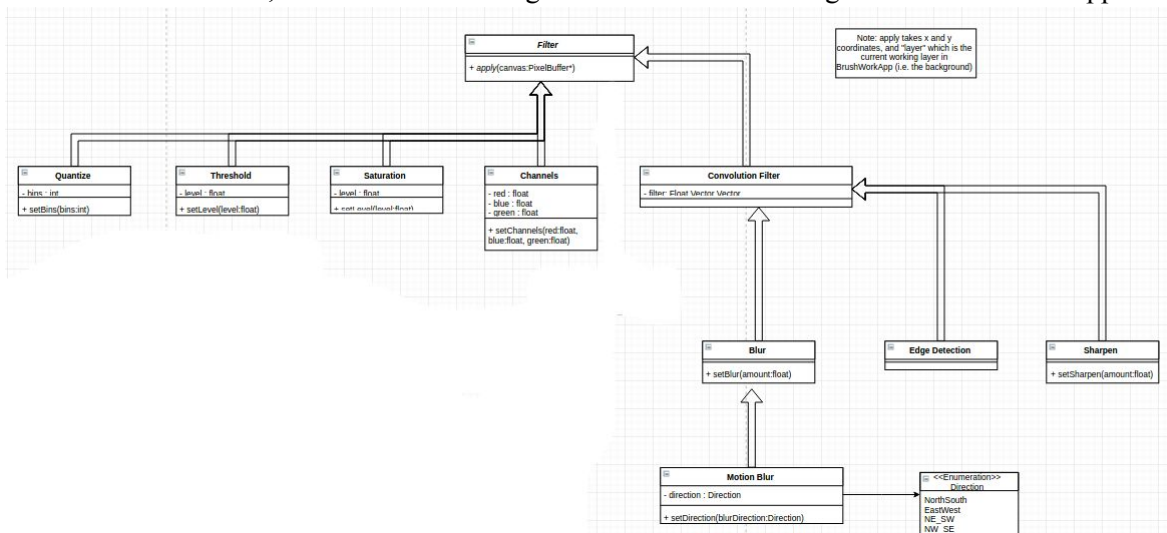 Filter
+ apply(canvas:PixelBuffer*)
Note: apply takes x and y
coordinates, and "layer" which is the
current working layer in
BrushWorkApp (i.e. the background)
Quantize
- bins : int
+ setBins(bins:int)
Threshold
- level : float
+ setLevel(level:float)
Saturation
- level : float
+ setLevel(level:float)
Channels
- red : float
- blue : float
- green : float
+ setChannels(red:float,
blue:float, green:float)
Convolution Filter
- filter: Float Vector Vector
Blur
+ setBlur(amount:float)
Edge Detection
Sharpen
+ setSharpen(amount:float)
Motion Blur
- direction : Direction
+ setDirection(blurDirection:Direction)
<<Enumeration>>
Direction
NorthSouth
EastWest
NE_SW
NW_SE